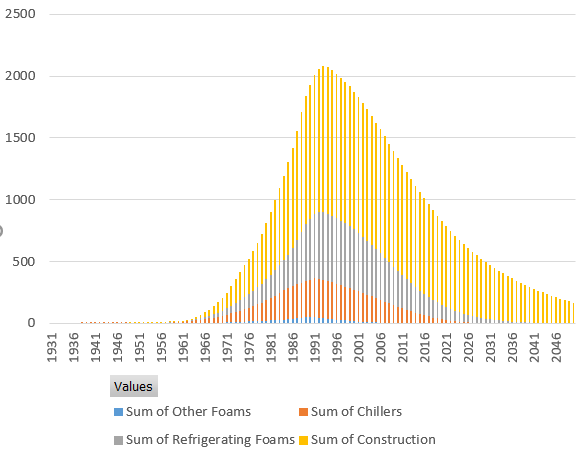 2500
2000
1500
1000
500
0
1931 1936 1941 1946 1951 1956 1961 1966 1971 1976 1981 1986 1991 1996 2001 2006 2011 2016 2021 2026 2031 2036 2041 2046
Values
Sum of Other Foams Sum of Chillers
Sum of Refrigerating Foams Sum of Construction